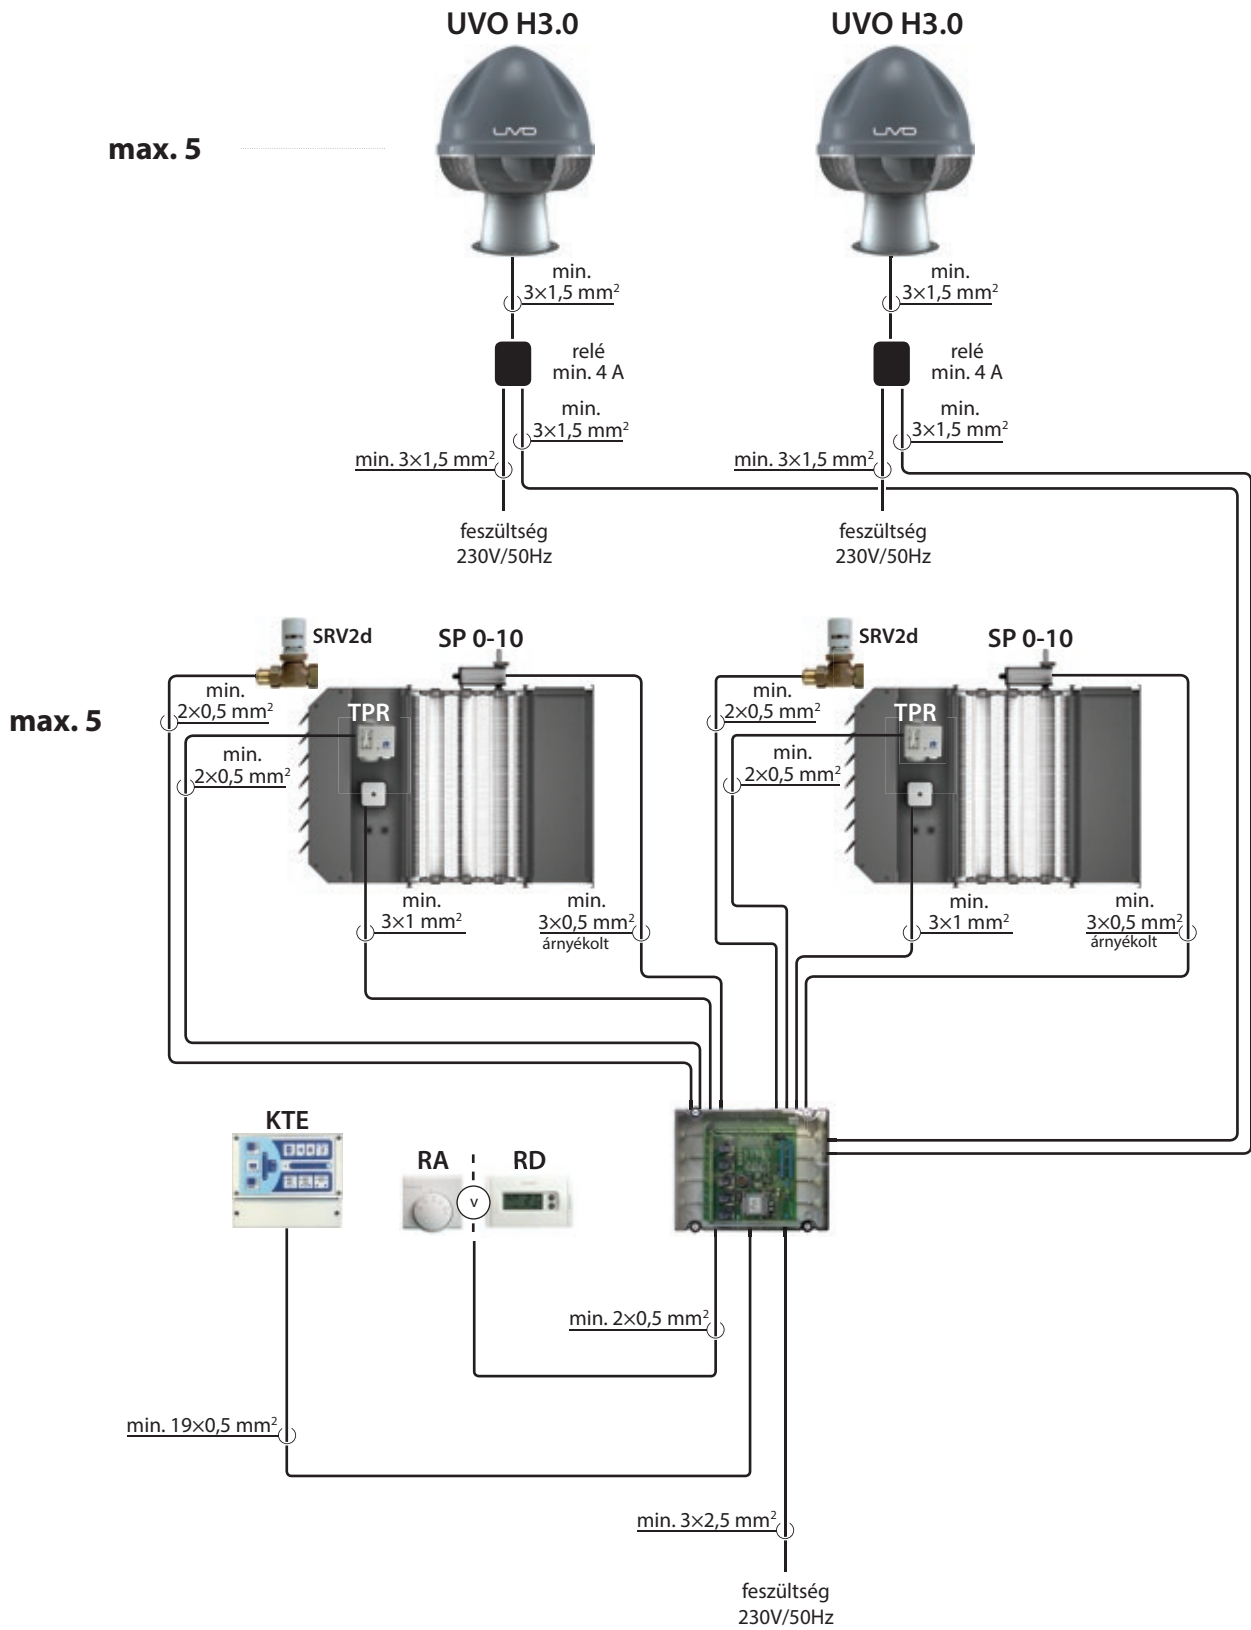 UVO H3.0
UVO H3.0
UVO
UVO
max. 5
min.
3×1,5 mm²
min.
3×1,5 mm²
relé
min. 4 A
relé
min. 4 A
min.
3×1,5 mm²
min.
3×1,5 mm²
min. 3×1,5 mm²
min. 3×1,5 mm²
feszültség
230V/50Hz
feszültség
230V/50Hz
SRV2d
SP 0-10
SRV2d
SP 0-10
max. 5
min.
2×0,5 mm²
TPR
min.
2×0,5 mm²
min.
2×0,5 mm²
TPR
min.
2×0,5 mm²
min.
3×1 mm²
min.
3×0,5 mm²
árnyékolt
min.
3×1 mm²
min.
3×0,5 mm²
árnyékolt
KTE
RA
RD
v
min. 2×0,5 mm²
min. 19×0,5 mm²
min. 3×2,5 mm²
feszültség
230V/50Hz